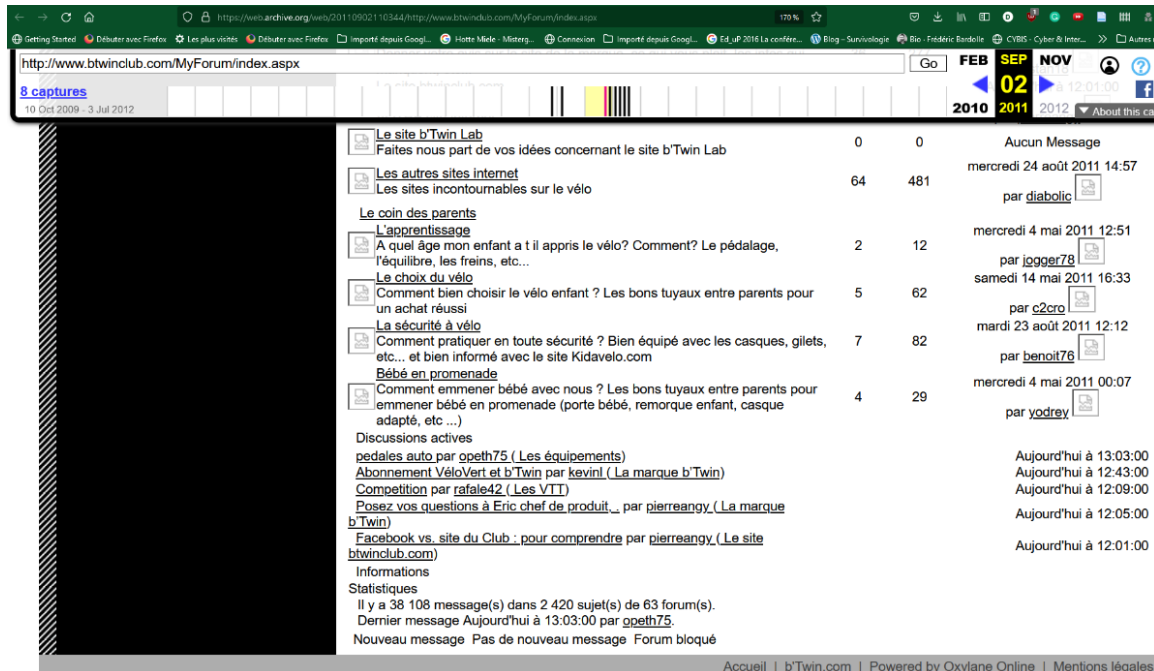 https://web.archive.org/web/20110902110344/http://www.btwinclub.com/MyForum/index.aspx
170 %
Getting Started Débuter avec Firefox Les plus visités Débuter avec Firefox Importé depuis Googl... Hotte Miele - Misterg... Connexion Importé depuis Googl... Ed_uP 2016 La confére... Blog – Survivologie Bio - Frédéric Bardolle CYBIS - Cyber & Inter... Autres
http://www.btwinclub.com/MyForum/index.aspx Go FEB SEP NOV
8 captures 02
10 Oct 2009 - 3 Jul 2012 2010 2011 2012 About this ca
Le site b'Twin Lab
Faites nous part de vos idées concernant le site b'Twin Lab 0 0 Aucun Message
Les autres sites internet
Les sites incontournables sur le vélo 64 481 mercredi 24 août 2011 14:57
par diabolic
Le coin des parents
L'apprentissage
A quel âge mon enfant a t il appris le vélo? Comment? Le pédalage,
l'équilibre, les freins, etc... 2 12 mercredi 4 mai 2011 12:51
par jogger78
Le choix du vélo
Comment bien choisir le vélo enfant ? Les bons tuyaux entre parents pour
un achat réussi 5 62 samedi 14 mai 2011 16:33
par c2cro
La sécurité à vélo
Comment pratiquer en toute sécurité ? Bien équipé avec les casques, gilets,
etc... et bien informé avec le site Kidavelo.com 7 82 mardi 23 août 2011 12:12
par benoit76
Bébé en promenade
Comment emmener bébé avec nous ? Les bons tuyaux entre parents pour
emmener bébé en promenade (porte bébé, remorque enfant, casque
adapté, etc ...) 4 29 mercredi 4 mai 2011 00:07
par yodrey
Discussions actives
pedales auto par opeth75 ( Les équipements) Aujourd'hui à 13:03:00
Abonnement VéloVert et b'Twin par kevinl ( La marque b'Twin) Aujourd'hui à 12:43:00
Competition par rafale42 ( Les VTT) Aujourd'hui à 12:09:00
Posez vos questions à Eric chef de produit, . par pierreangy ( La marque
b'Twin) Aujourd'hui à 12:05:00
Facebook vs. site du Club : pour comprendre par pierreangy ( Le site
btwinclub.com) Aujourd'hui à 12:01:00
Informations
Statistiques
Il y a 38 108 message(s) dans 2 420 sujet(s) de 63 forum(s).
Dernier message Aujourd'hui à 13:03:00 par opeth75.
Nouveau message Pas de nouveau message Forum bloqué
Accueil | b'Twin.com | Powered by Oxylane Online | Mentions légales